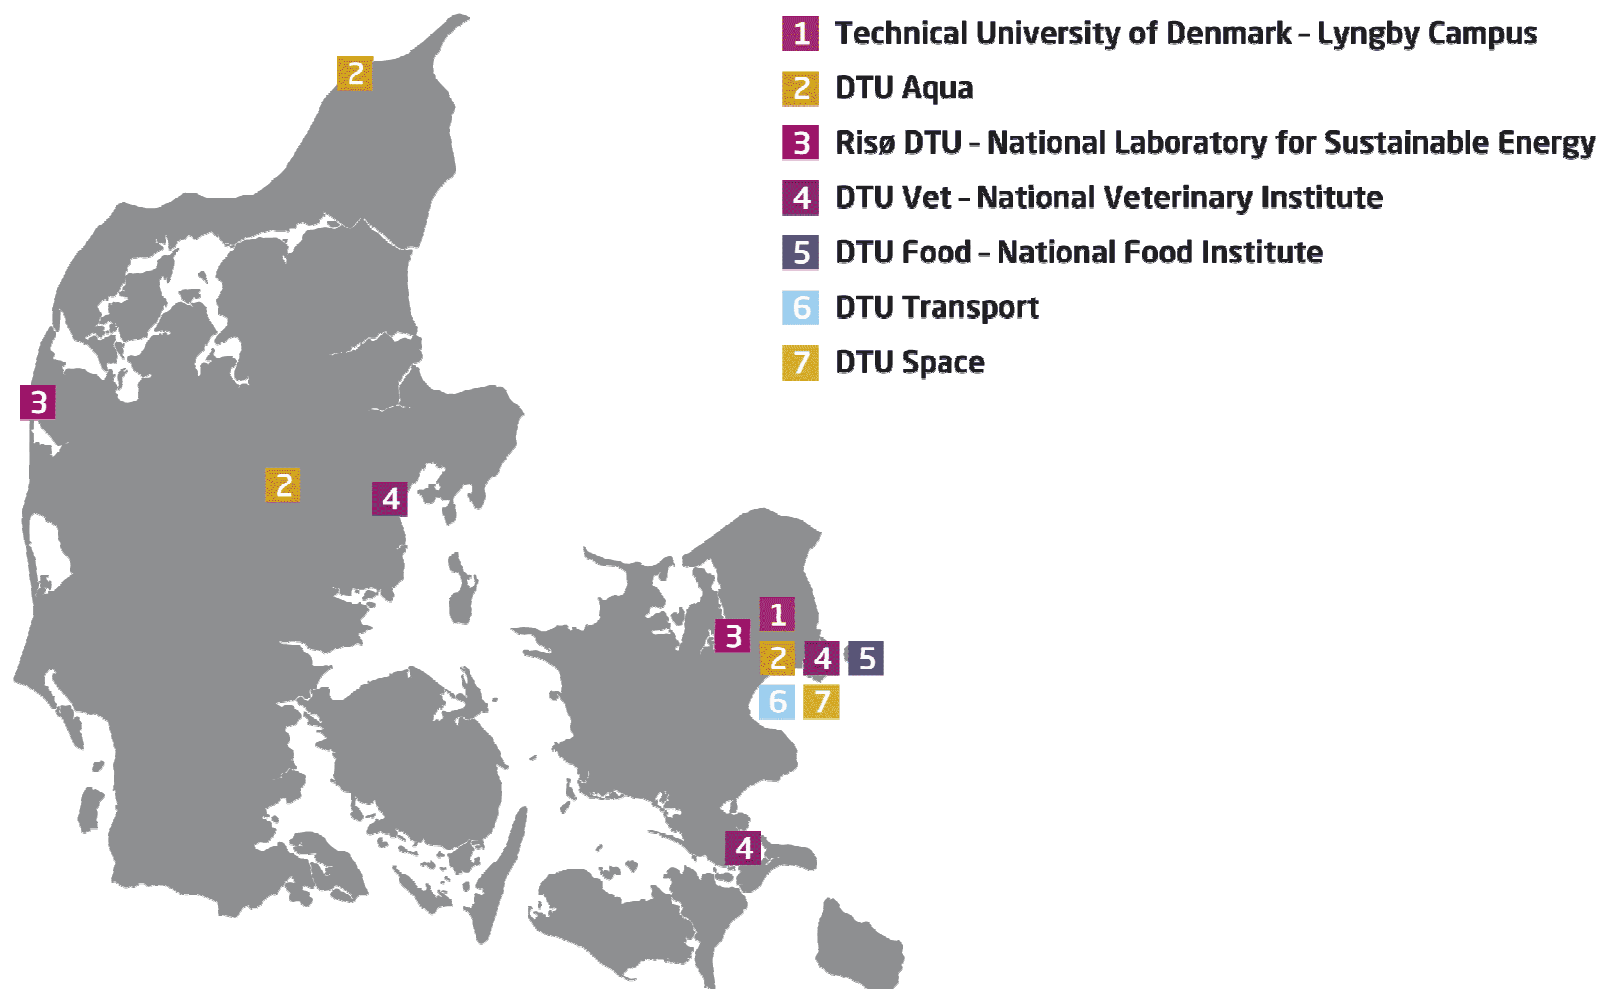 1 Technical University of Denmark – Lyngby Campus
2 DTU Aqua
3 Risø DTU – National Laboratory for Sustainable Energy
4 DTU Vet – National Veterinary Institute
5 DTU Food – National Food Institute
6 DTU Transport
7 DTU Space
2
3
2
4
1
3
2 4 5
6 7
4